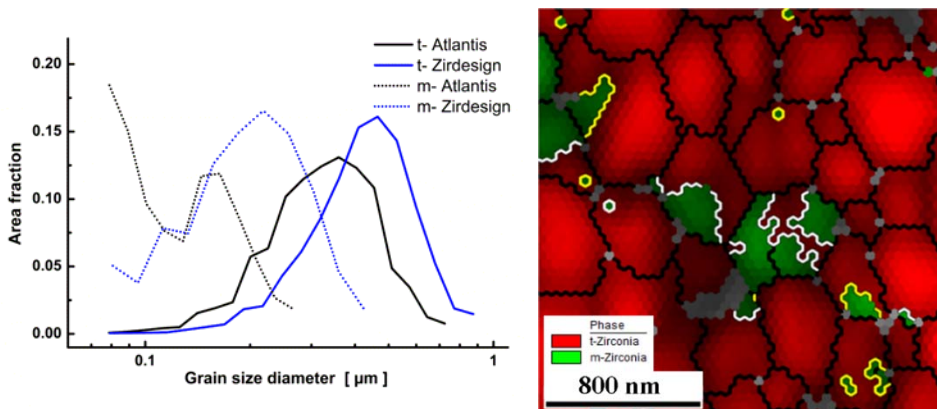 t- Atlantis
t- Zirdesign
m- Atlantis
m- Zirdesign
0.20
0.15
0.10
0.05
0.00
Area fraction
0.1
1
Grain size diameter [ µm ]
Phase
t-Zirconia
m-Zirconia
800 nm